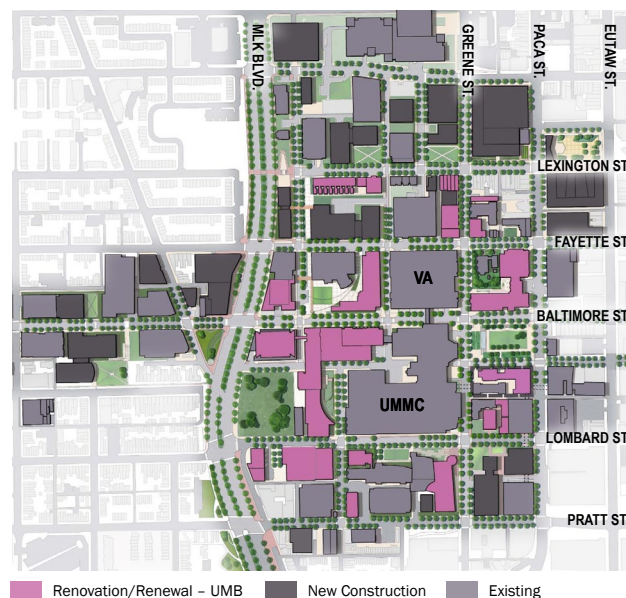 MLK BLVD.
GREENE ST.
PACA ST.
EUTAW ST.
LEXINGTON ST
FAYETTE ST
VA
BALTIMORE ST
UMMC
LOMBARD ST
PRATT ST
Renovation/Renewal – UMB
New Construction
Existing